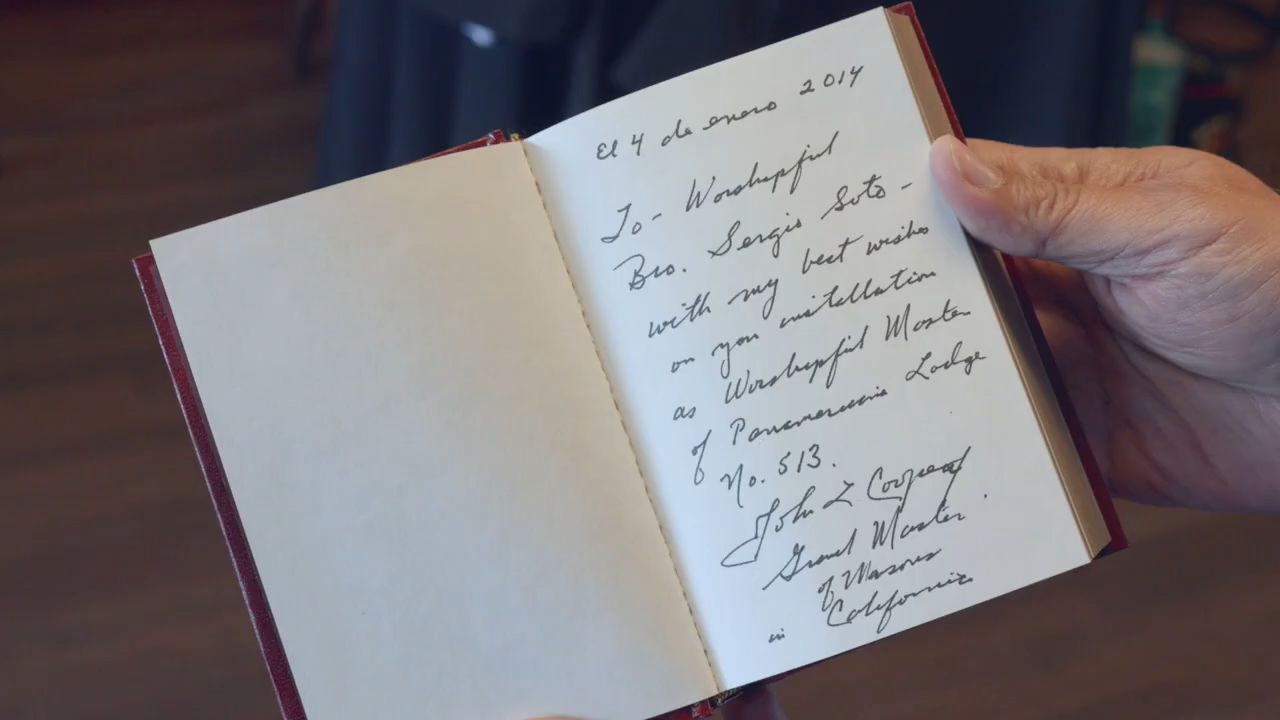 El 4 de enero 2014
To - Worshipful
Bro. Sergio Soto -
with my best wishes
on your installation
as Worshipful Master
of Panamericana Lodge
No. 513.
John L Cooper
Grand Master
of Masons
in California